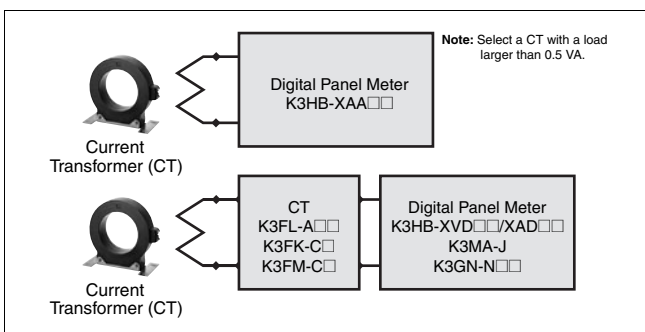 Note: Select a CT with a load
larger than 0.5 VA.
Digital Panel Meter
K3HB-XAA□□
Current
Transformer (CT)
CT
K3FL-A□□
K3FK-C□
K3FM-C□
Digital Panel Meter
K3HB-XVD□□/XAD□□
K3MA-J
K3GN-N□□
Current
Transformer (CT)